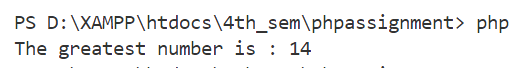 PS D:\XAMPP\htdocs\4th_sem\phpassignment> php
The greatest number is : 14